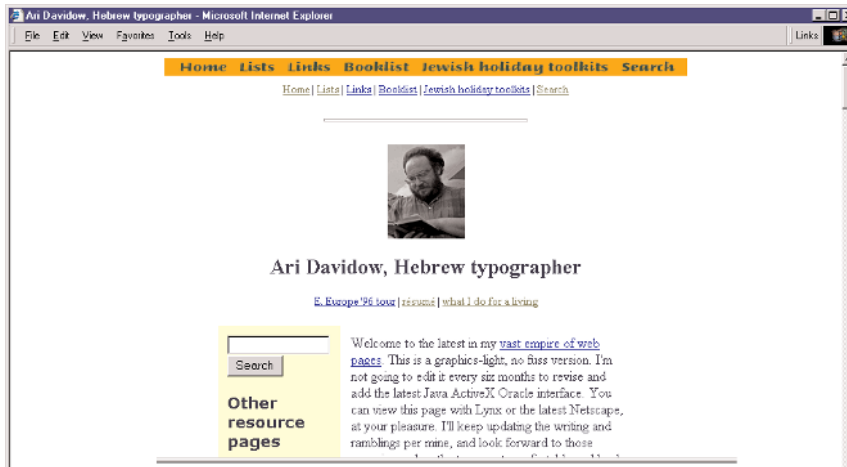 Ari Davidow, Hebrew typographer - Microsoft Internet Explorer
File Edit View Favorites Tools Help Links
Home Lists Links Booklist Jewish holiday toolkits Search
Home | Lists | Links | Booklist | Jewish holiday toolkits | Search
Ari Davidow, Hebrew typographer
E. Europe '96 tour | résumé | what I do for a living
Search
Other
resource
pages
Welcome to the latest in my vast empire of web
pages. This is a graphics-light, no fuss version. I'm
not going to edit it every six months to revise and
add the latest Java ActiveX Oracle interface. You
can view this page with Lynx or the latest Netscape,
at your pleasure. I'll keep updating the writing and
ramblings per mine, and look forward to those